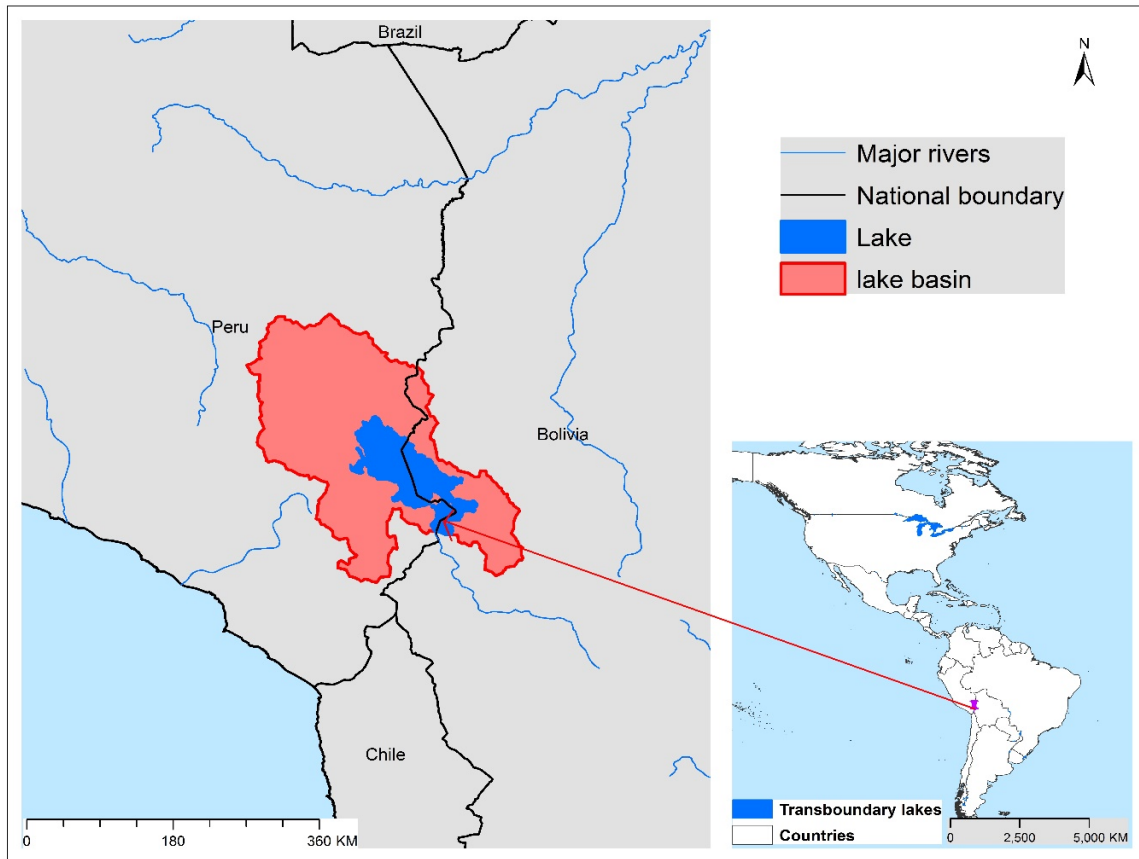 Brazil
N
Major rivers
National boundary
Lake
lake basin
Peru
Bolivia
Chile
0 180 360 KM
Transboundary lakes
Countries
0 2,500 5,000 KM